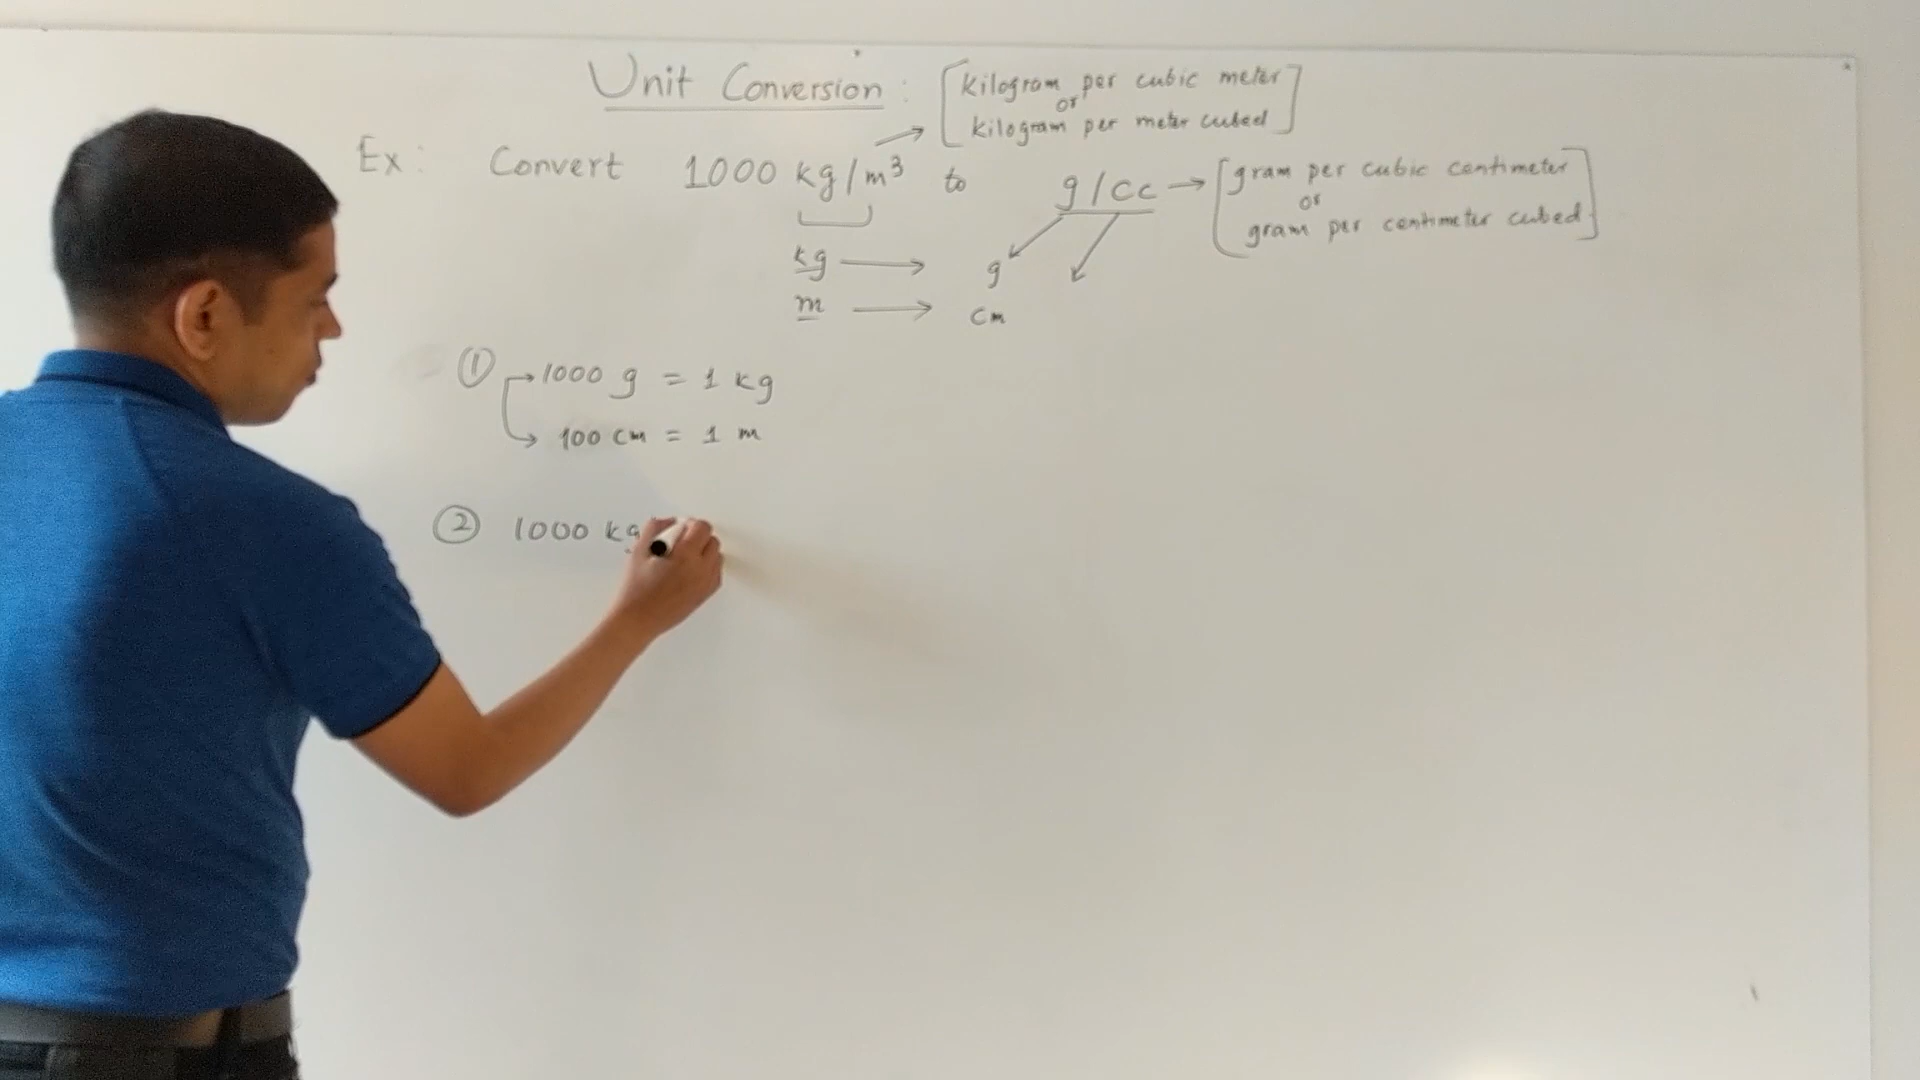 Unit Conversion : [kilogram per cubic meter
or
kilogram per meter cubed]
Ex: Convert 1000 kg/m³ to g/cc → [gram per cubic centimeter
or
gram per centimeter cubed]
kg → g
m → cm
① 1000 g = 1 kg
100 cm = 1 m
② 1000 kg